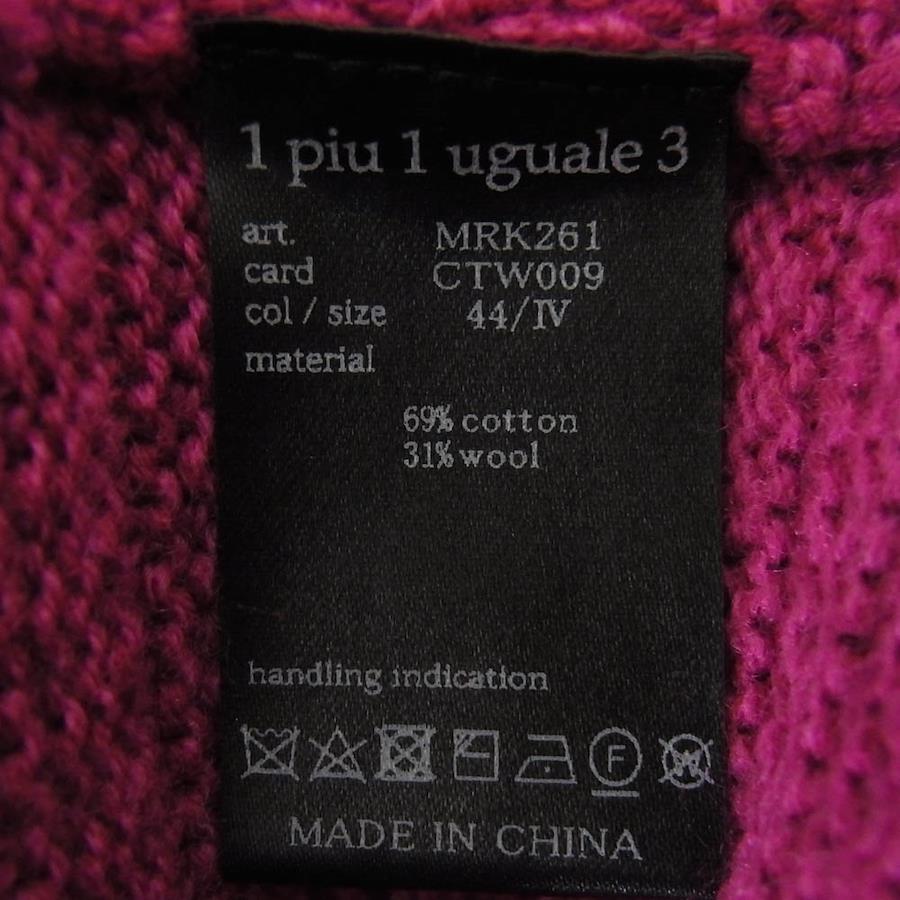 1 piu 1 uguale 3
art. MRK261
card CTW009
col / size 44/IV
material
69% cotton
31% wool
handling indication
F W
MADE IN CHINA